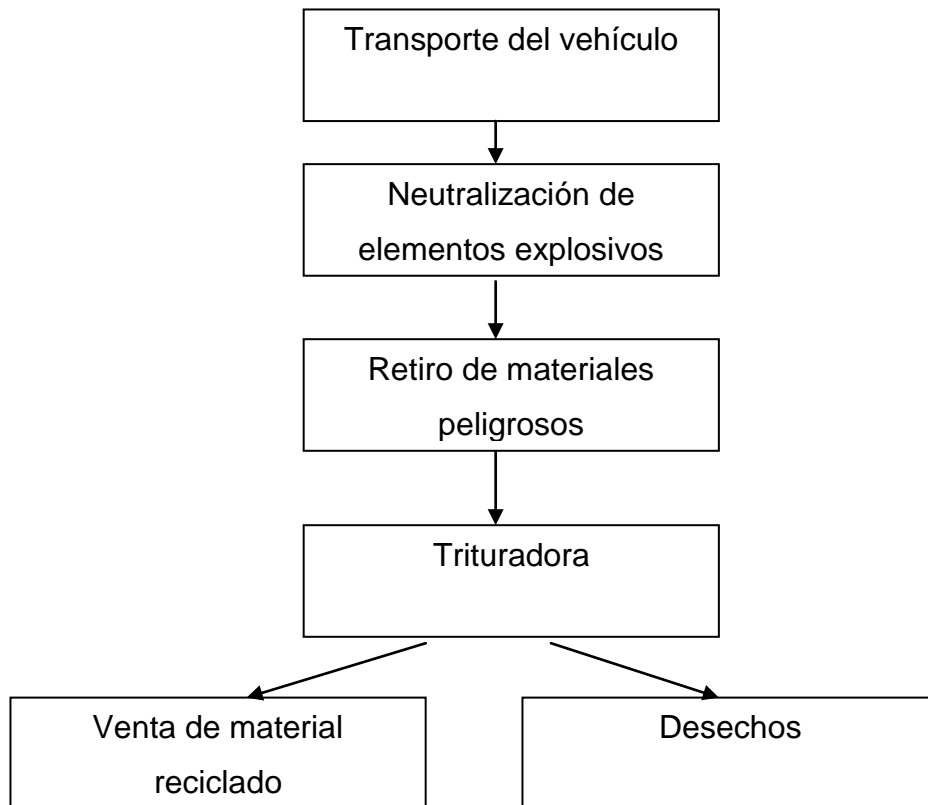 Transporte del vehículo
Neutralización de
elementos explosivos
Retiro de materiales
peligrosos
Trituradora
Venta de material
reciclado
Desechos